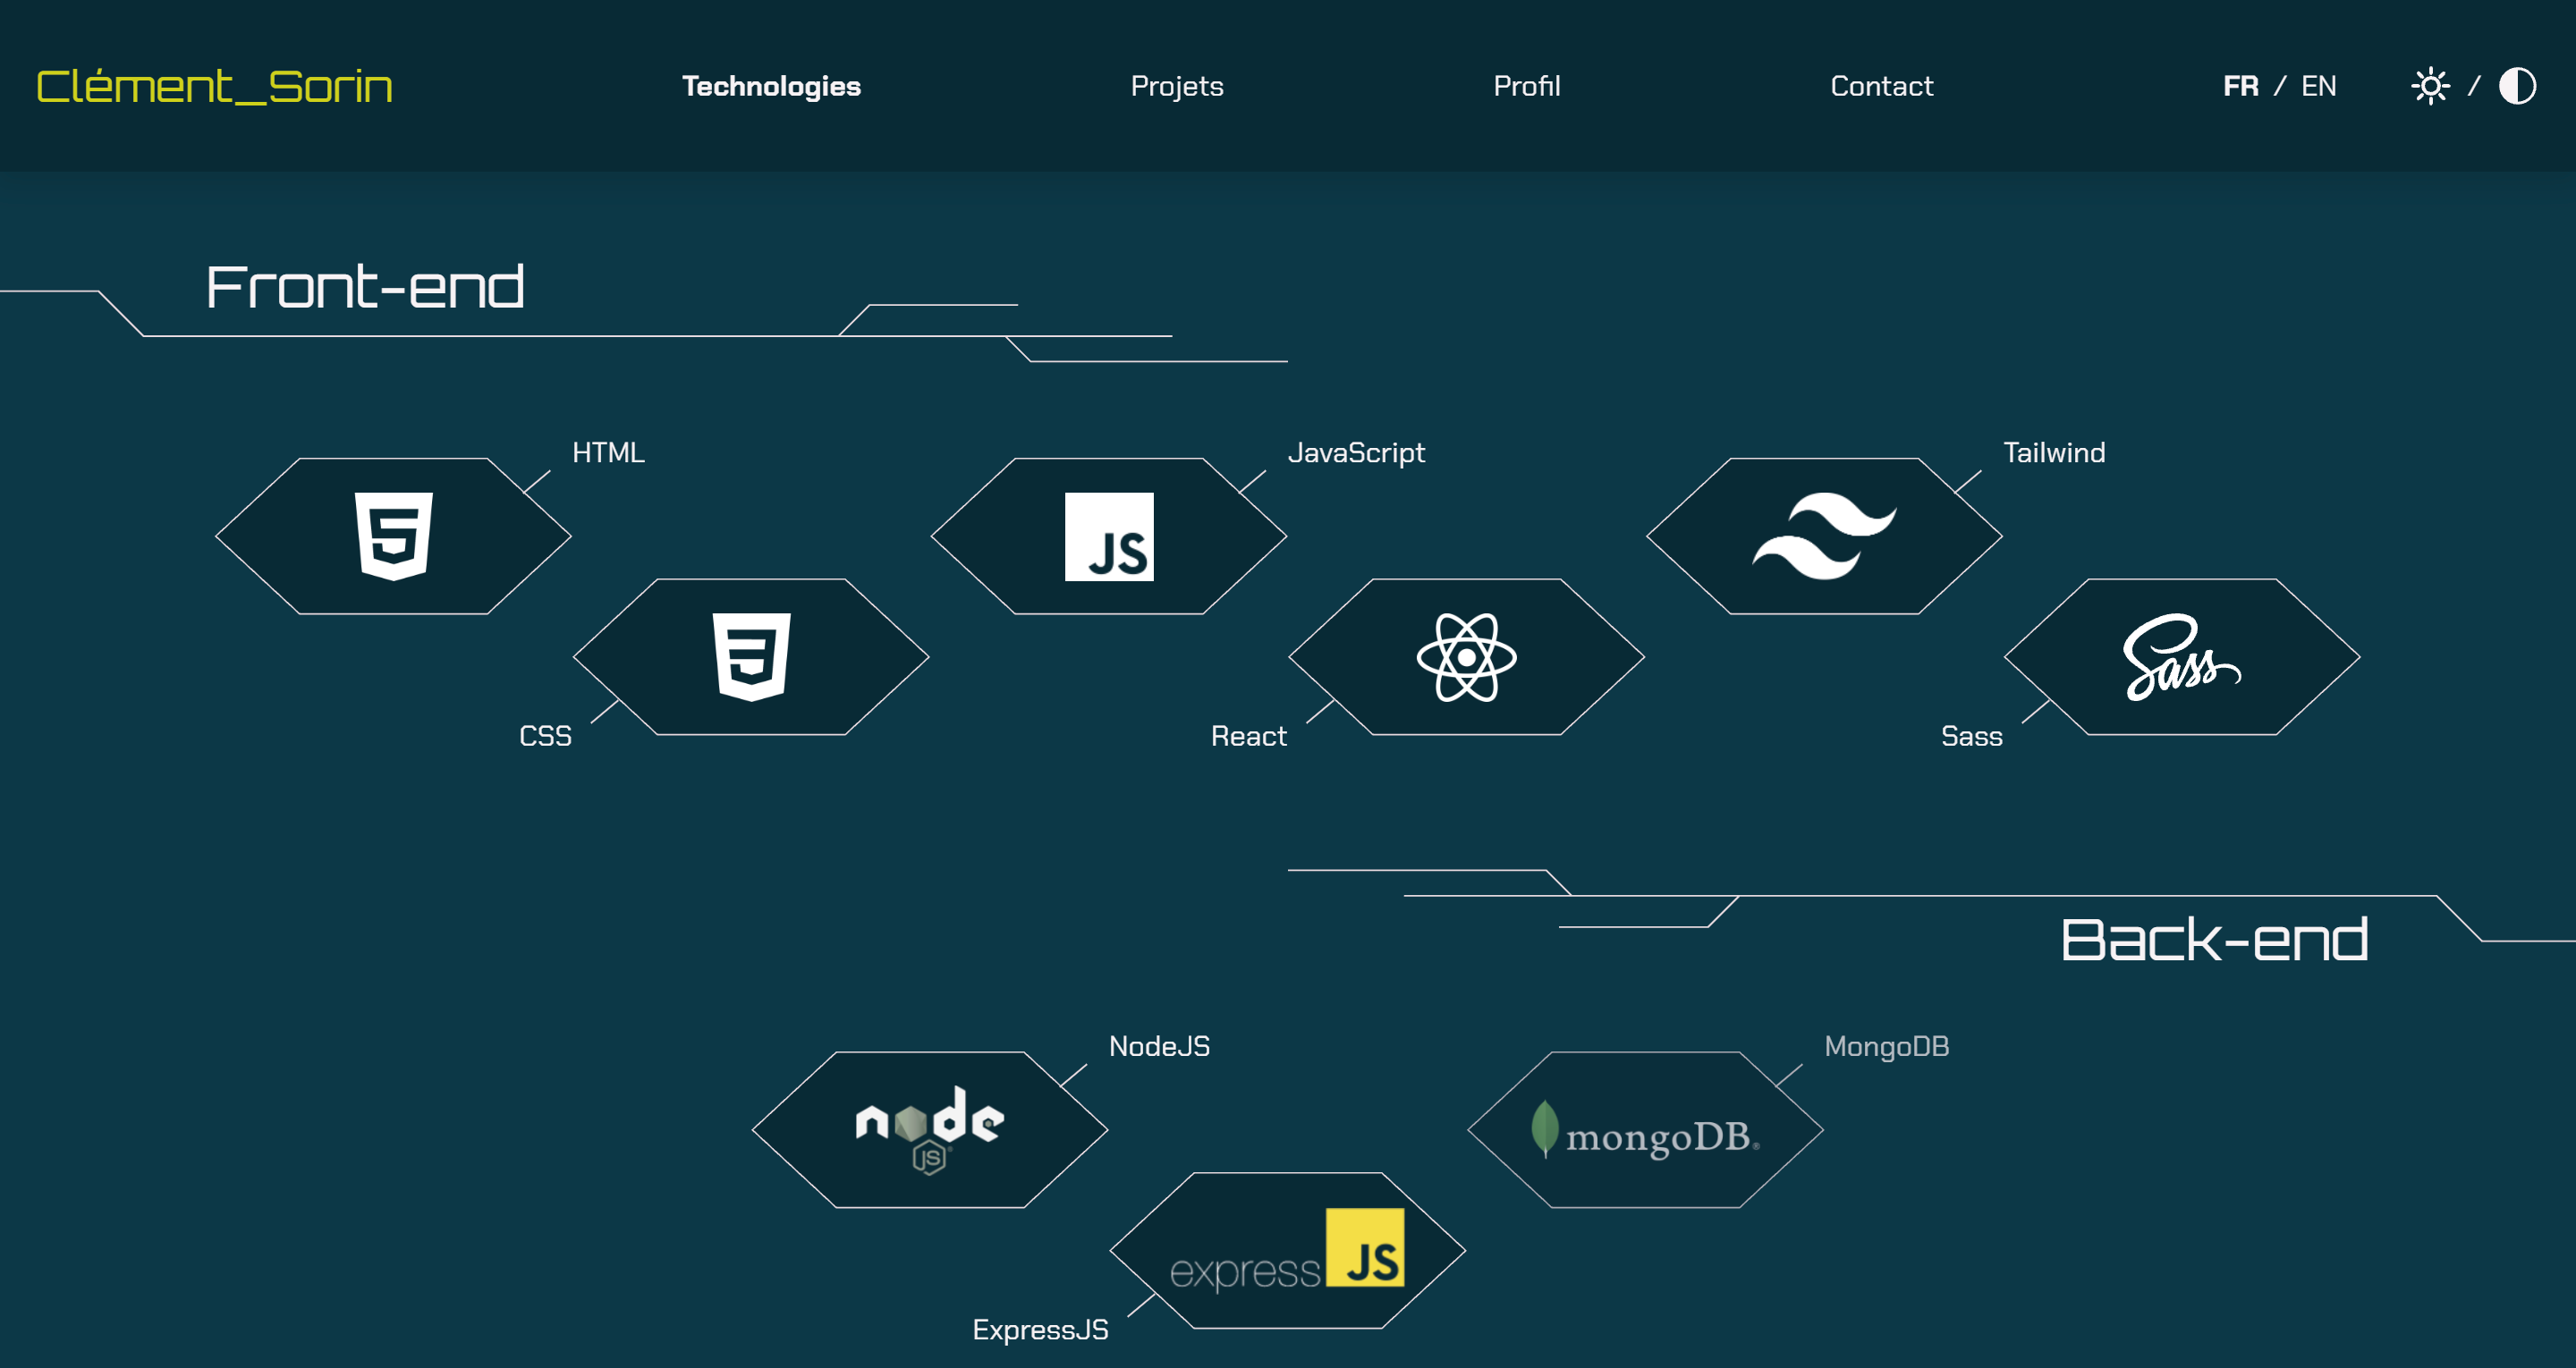 Clément_Sorin
Technologies
Projets
Profil
Contact
FR / EN
/
Front-end
HTML
JavaScript
Tailwind
5
JS
3
Sass
CSS
React
Sass
Back-end
NodeJS
MongoDB
node
JS
mongoDB®
express JS
ExpressJS